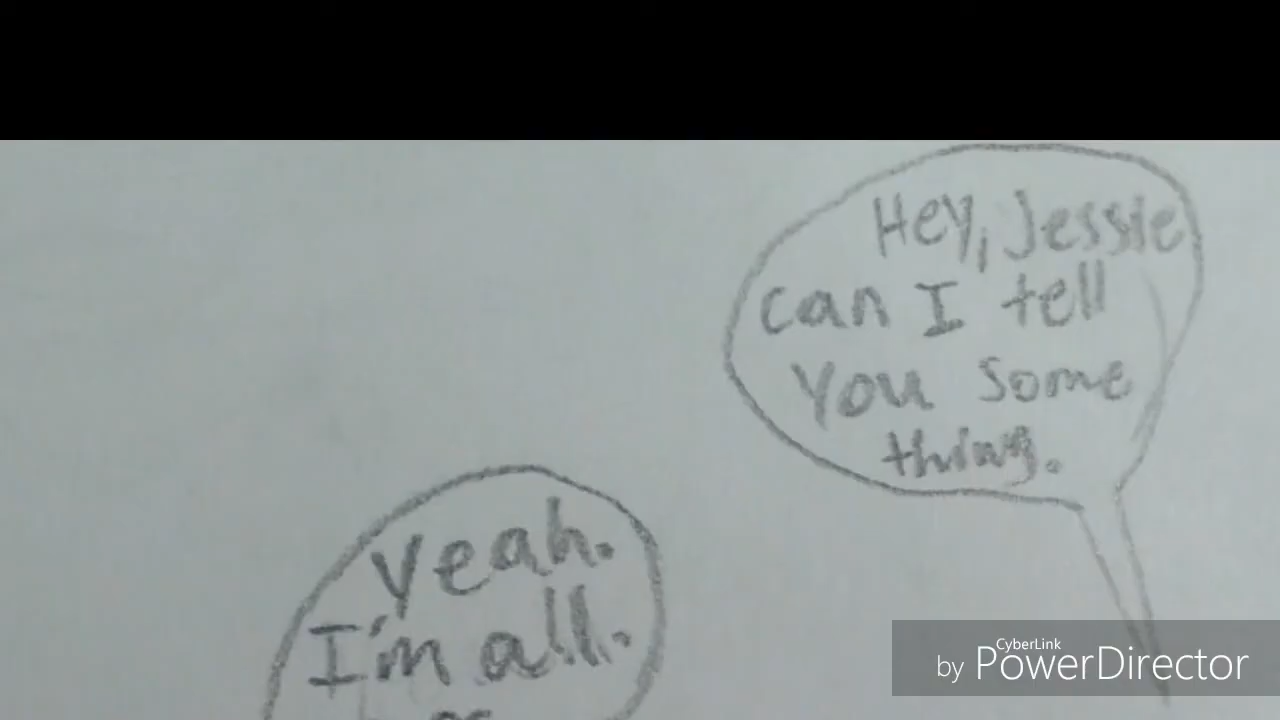 Hey, Jessie
can I tell
you some
thing.
yeah.
I'm all.
CyberLink
by PowerDirector